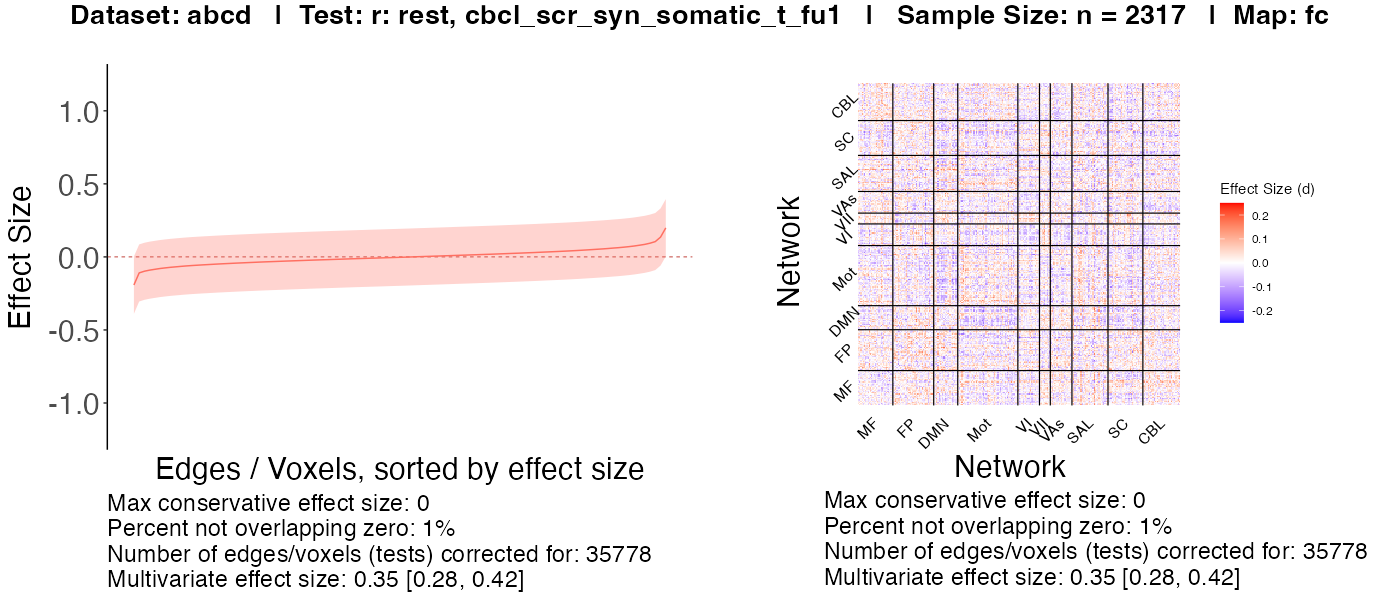 Dataset: abcd | Test: r: rest, cbcl_scr_syn_somatic_t_fu1 | Sample Size: n = 2317 | Map: fc
Effect Size
1.0
0.5
0.0
-0.5
-1.0
Edges / Voxels, sorted by effect size
Max conservative effect size: 0
Percent not overlapping zero: 1%
Number of edges/voxels (tests) corrected for: 35778
Multivariate effect size: 0.35 [0.28, 0.42]
Network
CBL
SC
SAL
VAs
VII
VI
Mot
DMN
FP
MF
MF
FP
DMN
Mot
VI
VII
VAs
SAL
SC
CBL
Network
Effect Size (d)
0.2
0.1
0.0
-0.1
-0.2
Max conservative effect size: 0
Percent not overlapping zero: 1%
Number of edges/voxels (tests) corrected for: 35778
Multivariate effect size: 0.35 [0.28, 0.42]